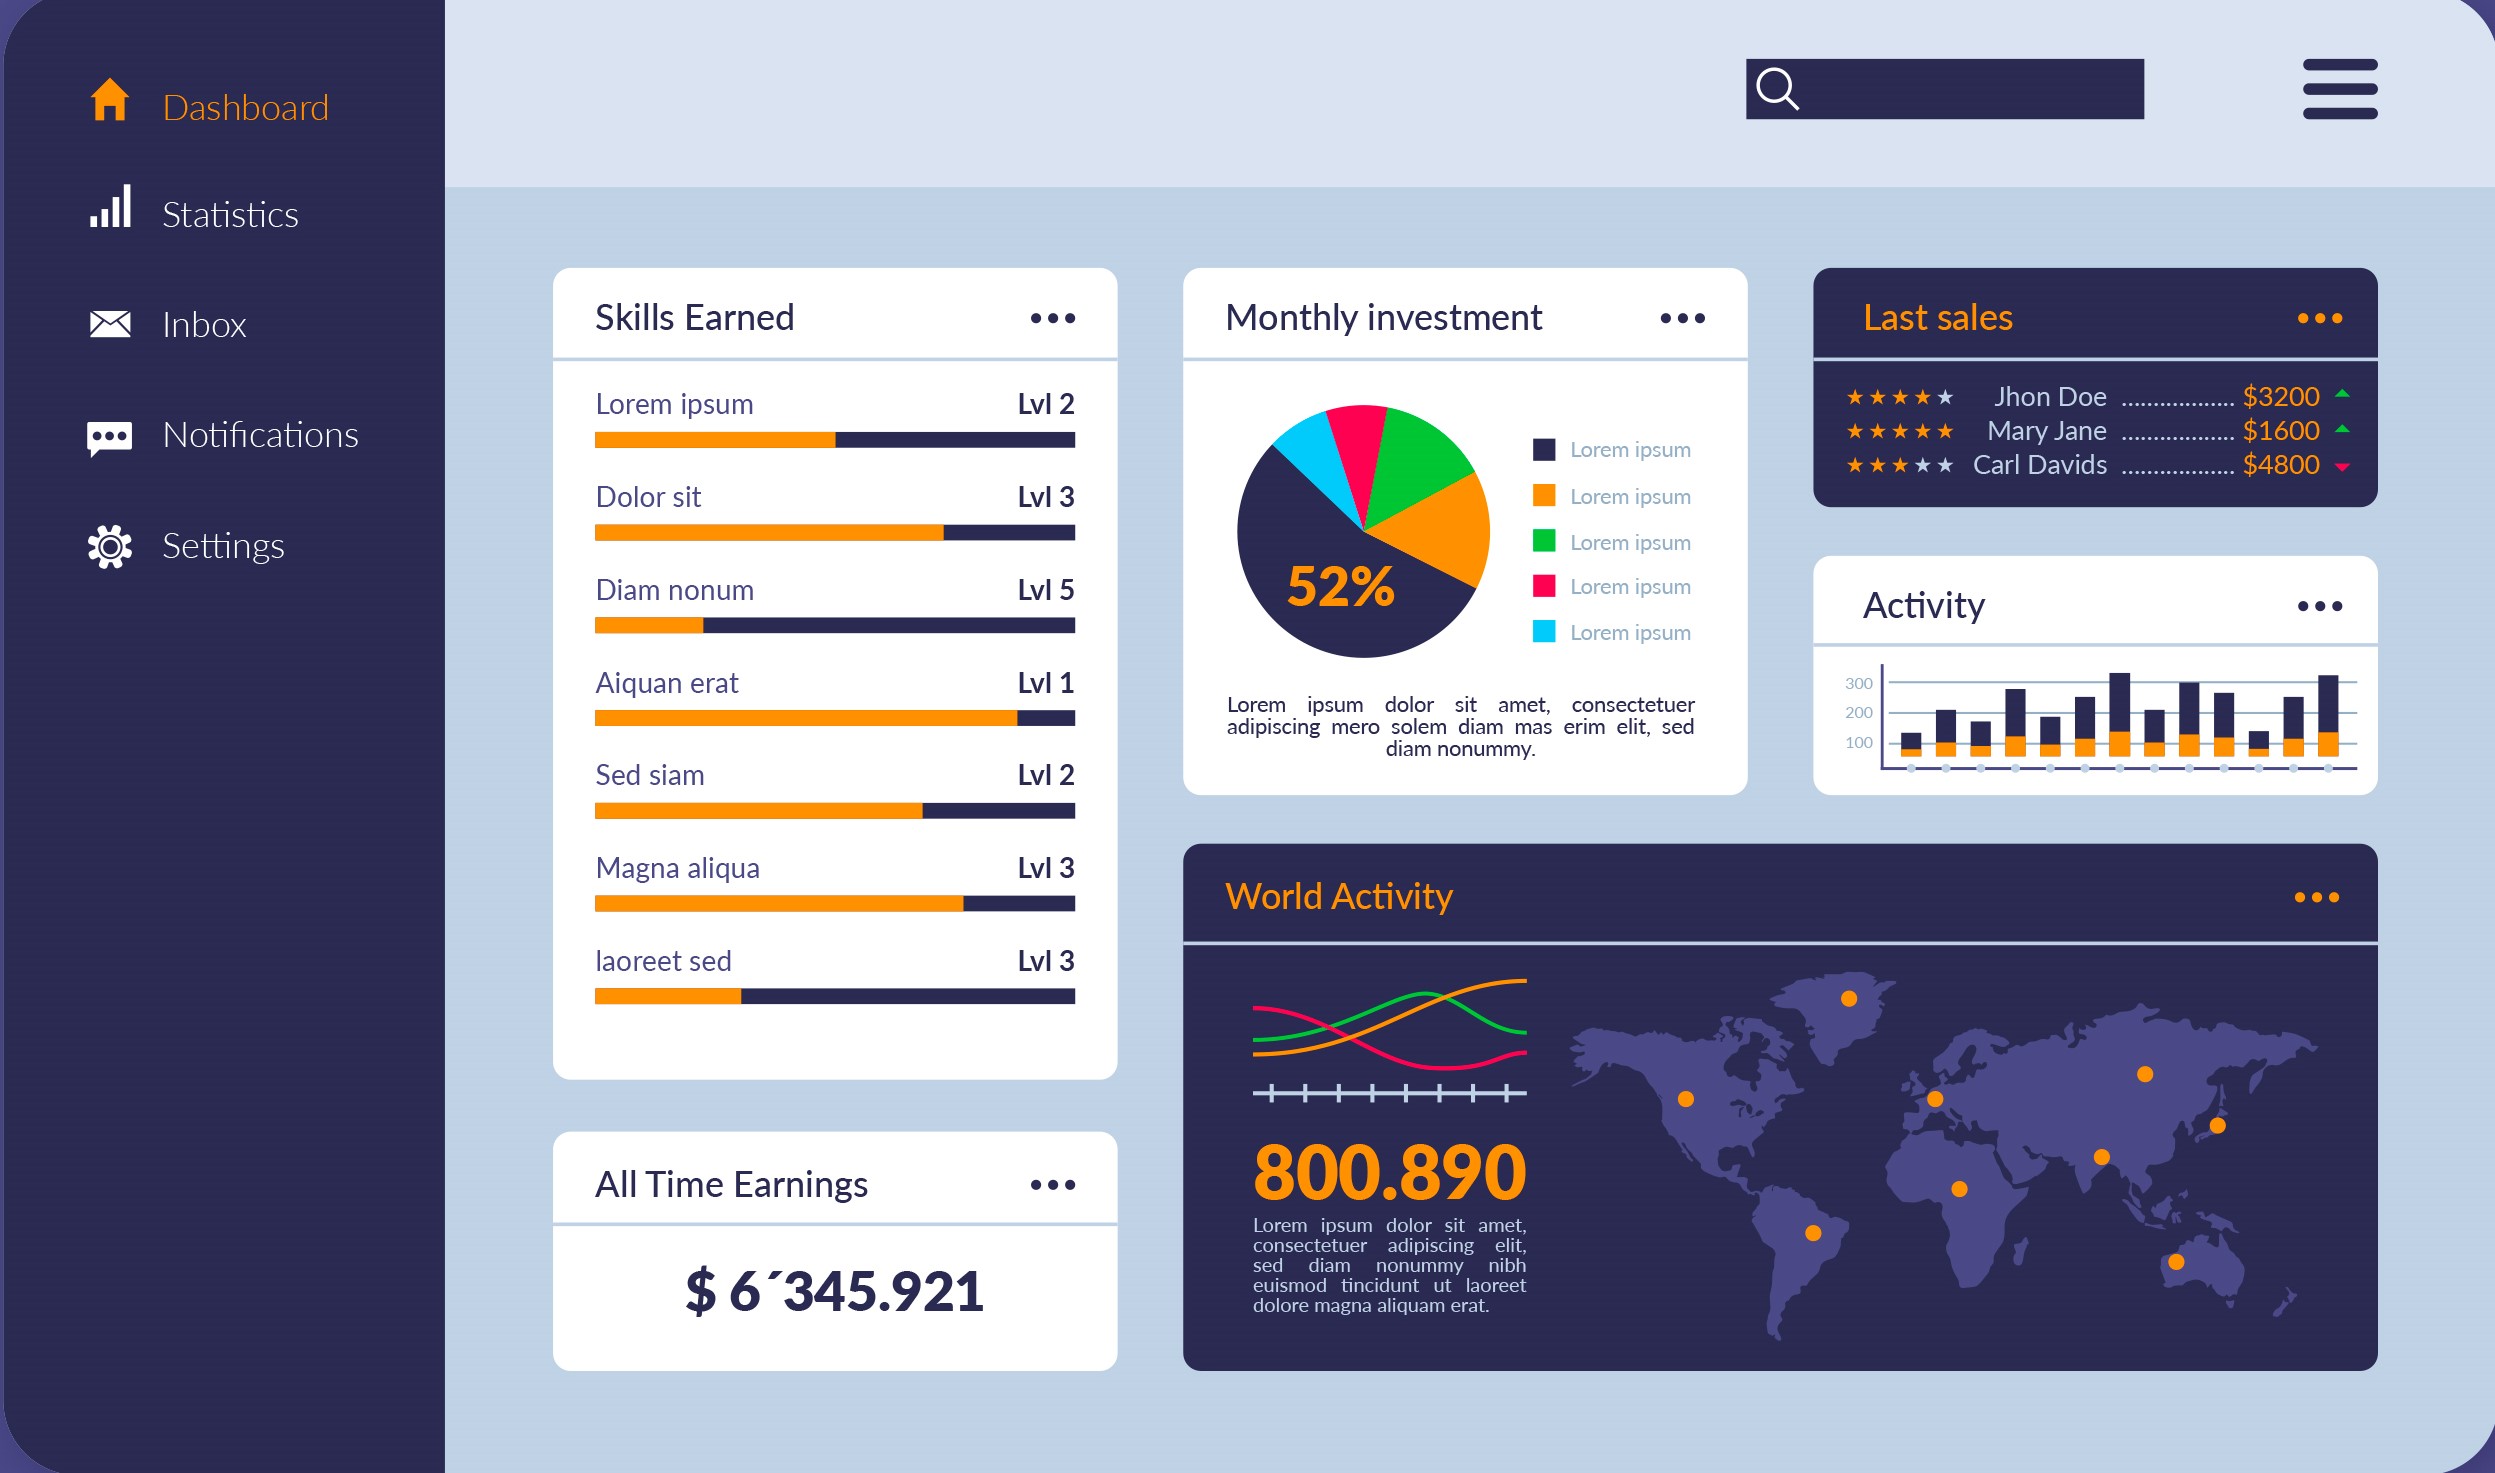 Dashboard
Statistics
Inbox
Notifications
Settings
Skills Earned
Lorem ipsum Lvl 2
Dolor sit Lvl 3
Diam nonum Lvl 5
Aiquan erat Lvl 1
Sed siam Lvl 2
Magna aliqua Lvl 3
laoreet sed Lvl 3
All Time Earnings
$ 6´345.921
Monthly investment
52%
Lorem ipsum
Lorem ipsum
Lorem ipsum
Lorem ipsum
Lorem ipsum
Lorem ipsum dolor sit amet, consectetuer
adipiscing mero solem diam mas erim elit, sed
diam nonummy.
Last sales
Jhon Doe .................. $3200
Mary Jane .................. $1600
Carl Davids .................. $4800
Activity
300
200
100
World Activity
800.890
Lorem ipsum dolor sit amet,
consectetuer adipiscing elit,
sed diam nonummy nibh
euismod tincidunt ut laoreet
dolore magna aliquam erat.